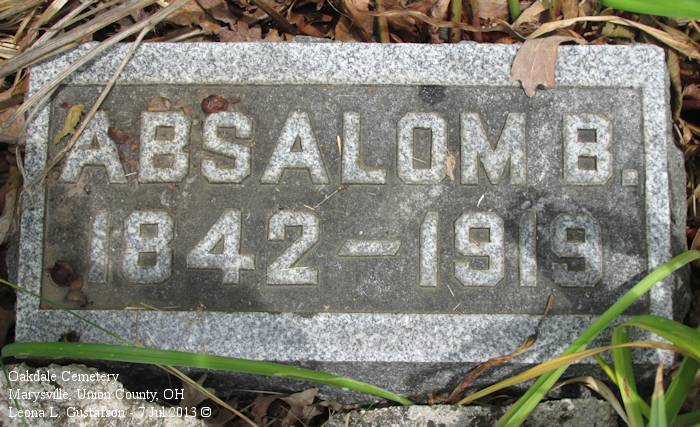 ABSALOM B.
1842 – 1919
Oakdale Cemetery
Marysville, Union County, OH
Leona L. Gustafson - 7 Jul 2013 ©